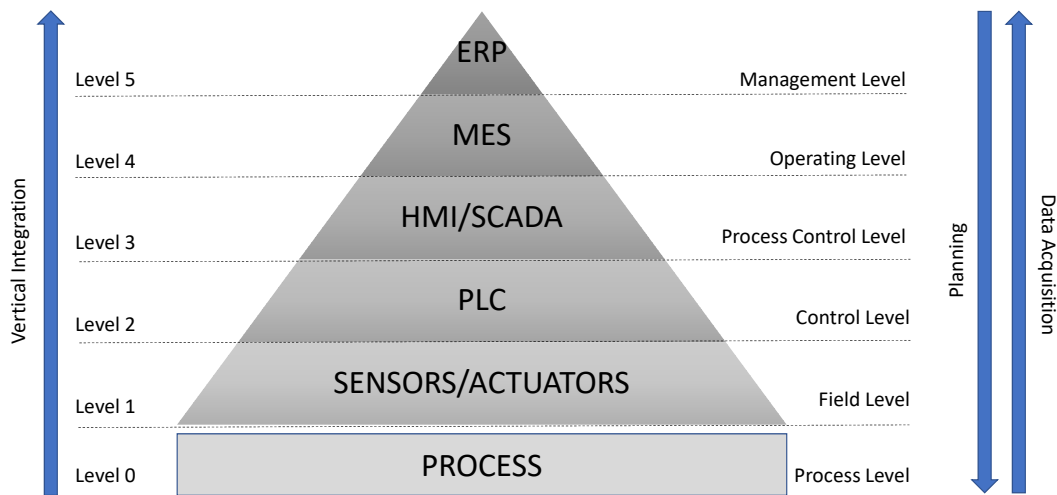 ERP
Level 5
Management Level
MES
Level 4
Operating Level
HMI/SCADA
Level 3
Process Control Level
PLC
Level 2
Control Level
SENSORS/ACTUATORS
Level 1
Field Level
PROCESS
Level 0
Process Level
Vertical Integration
Planning
Data Acquisition